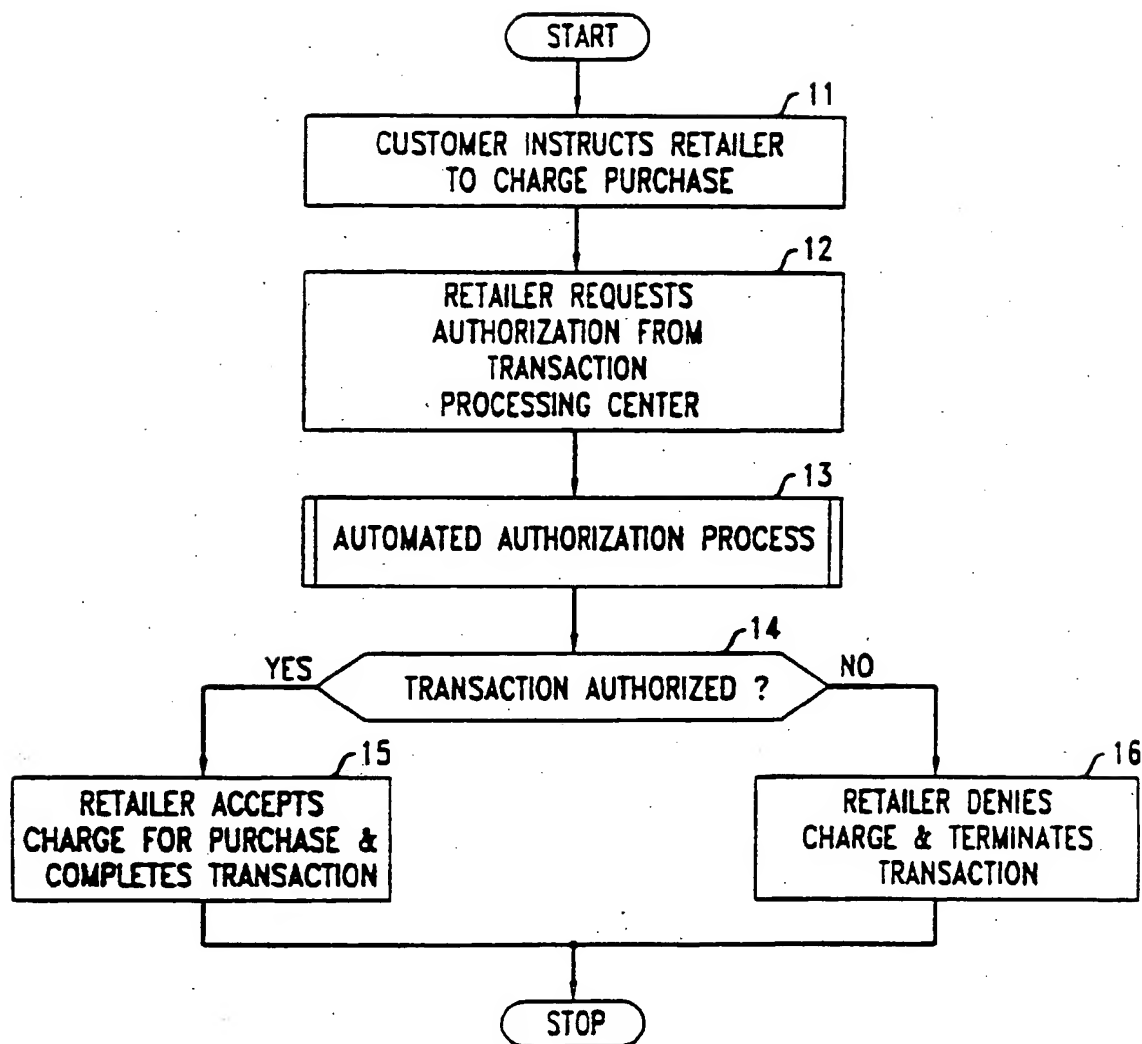 START
11
CUSTOMER INSTRUCTS RETAILER
TO CHARGE PURCHASE
12
RETAILER REQUESTS
AUTHORIZATION FROM
TRANSACTION
PROCESSING CENTER
13
AUTOMATED AUTHORIZATION PROCESS
14
YES
TRANSACTION AUTHORIZED ?
NO
15
RETAILER ACCEPTS
CHARGE FOR PURCHASE &
COMPLETES TRANSACTION
16
RETAILER DENIES
CHARGE & TERMINATES
TRANSACTION
STOP